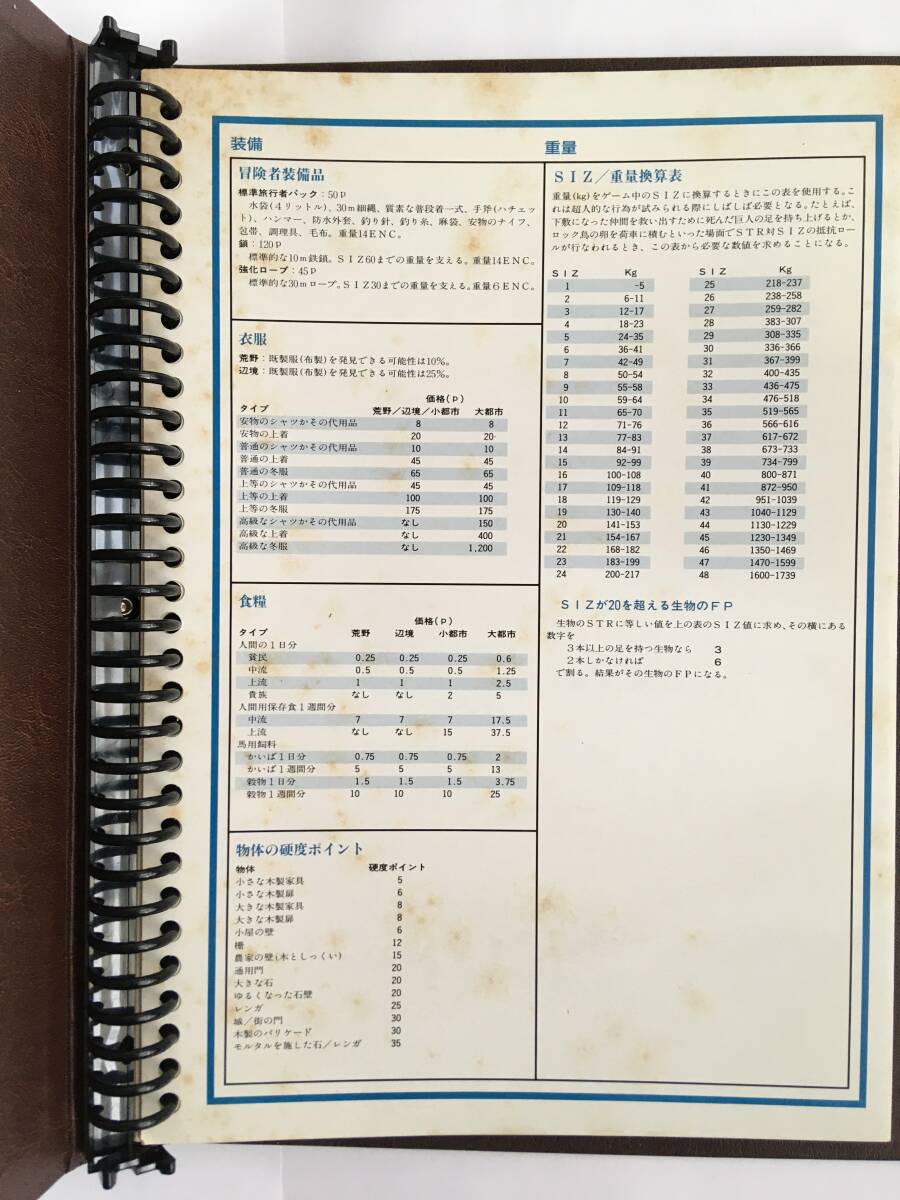 装備
冒険者装備品
標準旅行者パック：50p
水袋(４リットル)、30m細縄、質素な普段着一式、手斧(ハチェッ
ト)、ハンマー、防水外套、釣り針、釣り糸、麻袋、安物のナイフ、
包帯、調理具、毛布。重量14ENC。
鎖：120p
標準的な10m鉄鎖。ＳＩＺ60までの重量を支える。重量14ENC。
強化ロープ：45p
標準的な30mロープ。ＳＩＺ30までの重量を支える。重量６ENC。
衣服
荒野：既製服(布製)を発見できる可能性は10%。
辺境：既製服(布製)を発見できる可能性は25%。
価格(p)
タイプ 荒野／辺境／小都市 大都市
安物のシャツかその代用品 8 8
安物の上着 20 20
普通のシャツかその代用品 10 10
普通の上着 45 45
普通の冬服 65 65
上等のシャツかその代用品 45 45
上等の上着 100 100
上等の冬服 175 175
高級なシャツかその代用品 なし 150
高級な上着 なし 400
高級な冬服 なし 1,200
食糧
価格(p)
タイプ 荒野 辺境 小都市 大都市
人間の１日分
貧民 0.25 0.25 0.25 0.6
中流 0.5 0.5 0.5 1.25
上流 1 1 1 2.5
貴族 なし なし 2 5
人間用保存食１週間分
中流 7 7 7 17.5
上流 なし なし 15 37.5
馬用飼料
かいば１日分 0.75 0.75 0.75 2
かいば１週間分 5 5 5 13
穀物１日分 1.5 1.5 1.5 3.75
穀物１週間分 10 10 10 25
物体の硬度ポイント
物体 硬度ポイント
小さな木製家具 5
小さな木製扉 6
大きな木製家具 8
大きな木製扉 8
小屋の壁 6
柵 12
農家の壁(木としっくい) 15
通用門 20
大きな石 20
ゆるくなった石壁 20
レンガ 25
城／街の門 30
木製のバリケード 30
モルタルを施した石／レンガ 35
重量
ＳＩＺ／重量換算表
重量(kg)をゲーム中のＳＩＺに換算するときにこの表を使用する。こ
れは超人的な行為が試みられる際にしばしば必要となる。たとえば、
下敷になった仲間を救い出すために死んだ巨人の足を持ち上げるとか、
ロック鳥の卵を荷車に積むといった場面でＳＴＲ対ＳＩＺの抵抗ロー
ルが行なわれるとき、この表から必要な数値を求めることになる。
ＳＩＺ Kg ＳＩＺ Kg
1 -5 25 218-237
2 6-11 26 238-258
3 12-17 27 259-282
4 18-23 28 383-307
5 24-35 29 308-335
6 36-41 30 336-366
7 42-49 31 367-399
8 50-54 32 400-435
9 55-58 33 436-475
10 59-64 34 476-518
11 65-70 35 519-565
12 71-76 36 566-616
13 77-83 37 617-672
14 84-91 38 673-733
15 92-99 39 734-799
16 100-108 40 800-871
17 109-118 41 872-950
18 119-129 42 951-1039
19 130-140 43 1040-1129
20 141-153 44 1130-1229
21 154-167 45 1230-1349
22 168-182 46 1350-1469
23 183-199 47 1470-1599
24 200-217 48 1600-1739
ＳＩＺが20を超える生物のＦＰ
生物のＳＴＲに等しい値を上の表のＳＩＺ値に求め、その横にある
数字を
３本以上の足を持つ生物なら 3
２本しかなければ 6
で割る。結果がその生物のＦＰになる。